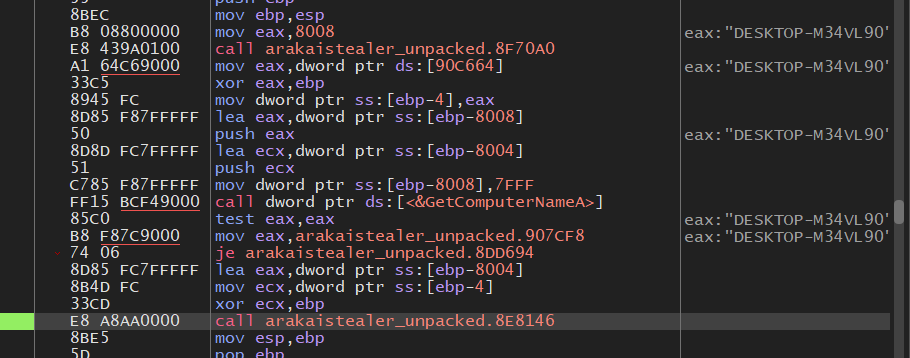 8BEC mov ebp,esp
B8 08800000 mov eax,8008
E8 439A0100 call arakaistealer_unpacked.8F70A0 eax:"DESKTOP-M34VL90"
A1 64C69000 mov eax,dword ptr ds:[90C664] eax:"DESKTOP-M34VL90"
33C5 xor eax,ebp
8945 FC mov dword ptr ss:[ebp-4],eax
8D85 F87FFFFF lea eax,dword ptr ss:[ebp-8008]
50 push eax eax:"DESKTOP-M34VL90"
8D8D FC7FFFFF lea ecx,dword ptr ss:[ebp-8004]
51 push ecx
C785 F87FFFFF mov dword ptr ss:[ebp-8008],7FFF
FF15 BCF49000 call dword ptr ds:[<&GetComputerNameA>]
85C0 test eax,eax eax:"DESKTOP-M34VL90"
B8 F87C9000 mov eax,arakaistealer_unpacked.907CF8 eax:"DESKTOP-M34VL90"
74 06 je arakaistealer_unpacked.8DD694
8D85 FC7FFFFF lea eax,dword ptr ss:[ebp-8004]
8B4D FC mov ecx,dword ptr ss:[ebp-4]
33CD xor ecx,ebp
E8 A8AA0000 call arakaistealer_unpacked.8E8146
8BE5 mov esp,ebp
5D pop ebp